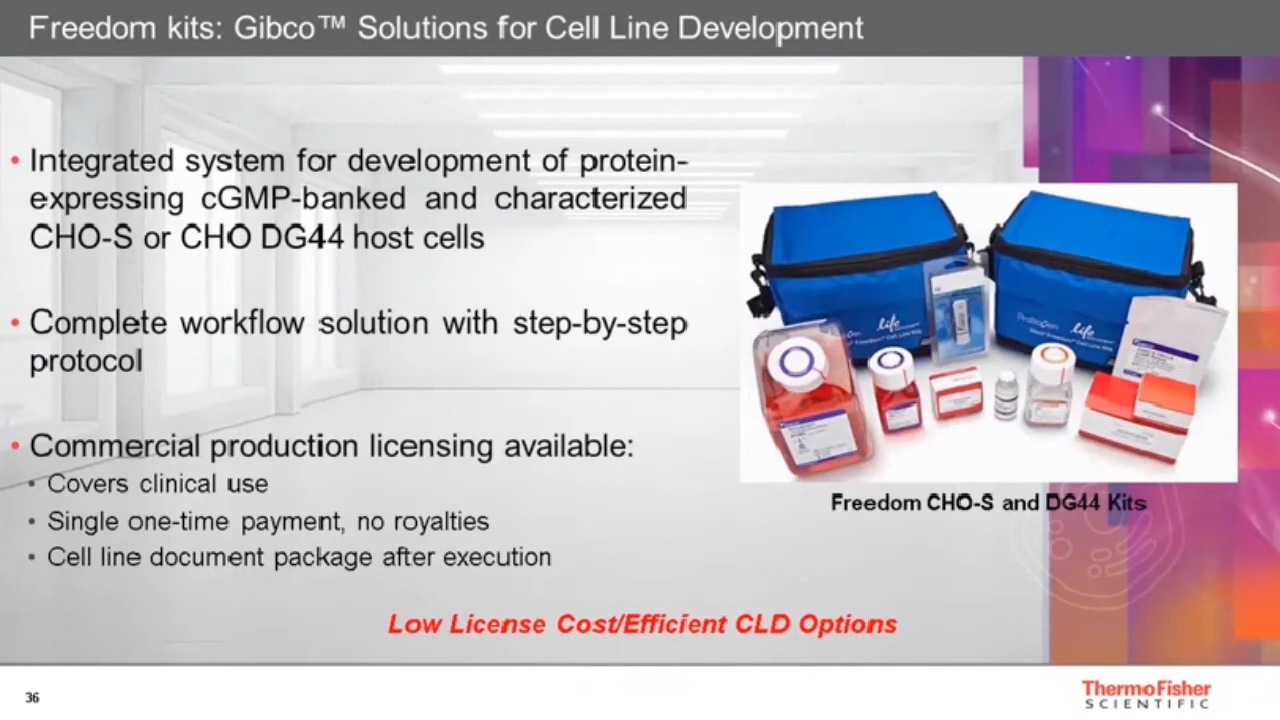 Freedom kits: Gibco™ Solutions for Cell Line Development
• Integrated system for development of protein-
expressing cGMP-banked and characterized
CHO-S or CHO DG44 host cells
• Complete workflow solution with step-by-step
protocol
• Commercial production licensing available:
• Covers clinical use
• Single one-time payment, no royalties
• Cell line document package after execution
life
life
Freedom CHO-S and DG44 Kits
Low License Cost/Efficient CLD Options
36
ThermoFisher
SCIENTIFIC